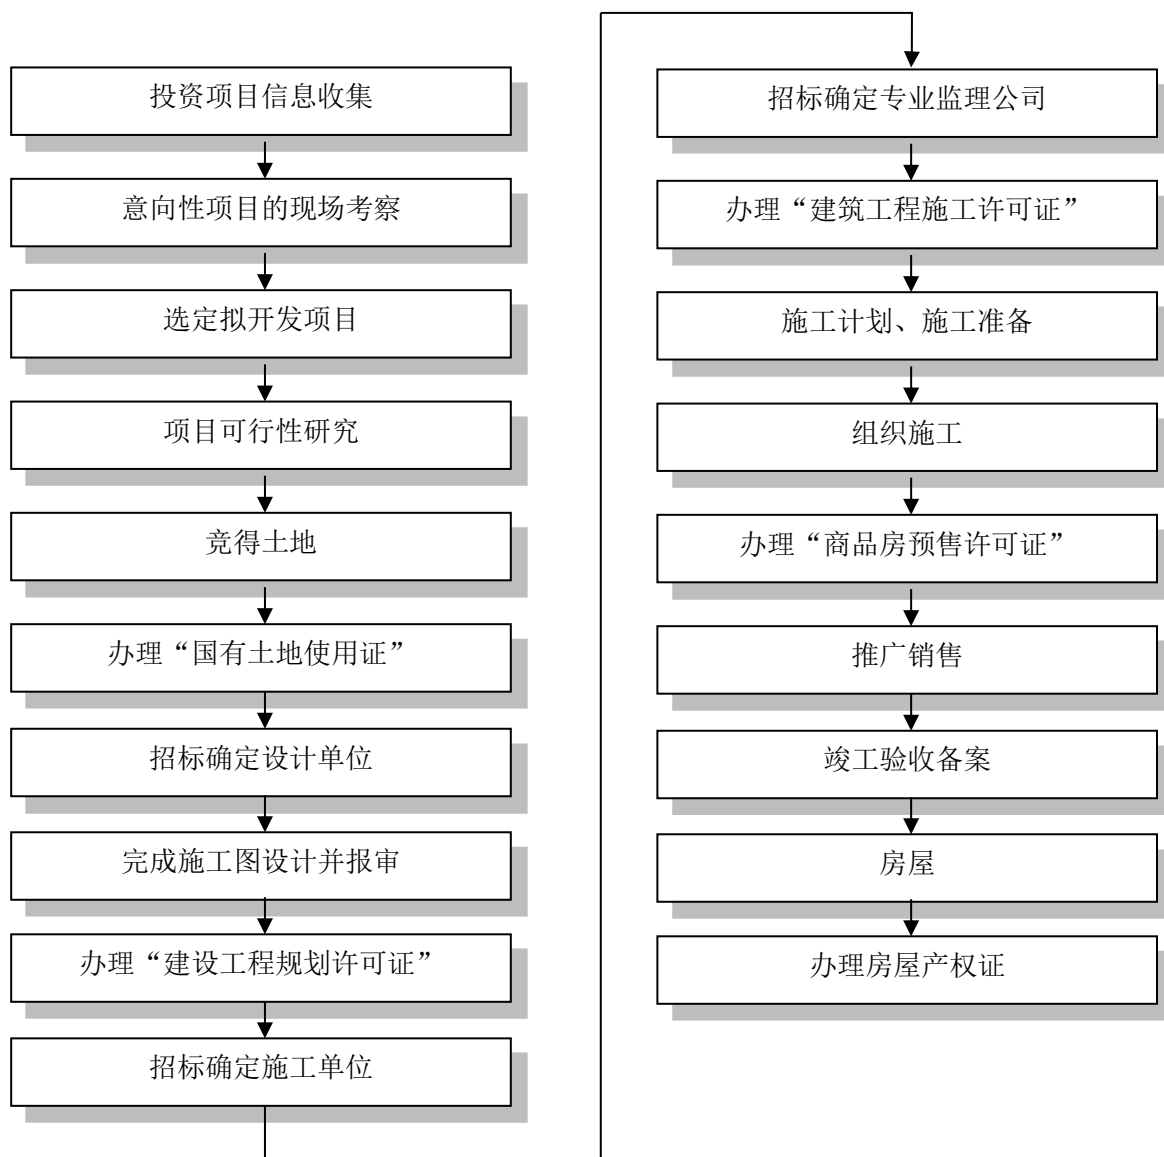 投资项目信息收集
意向性项目的现场考察
选定拟开发项目
项目可行性研究
竞得土地
办理“国有土地使用证”
招标确定设计单位
完成施工图设计并报审
办理“建设工程规划许可证”
招标确定施工单位
招标确定专业监理公司
办理“建筑工程施工许可证”
施工计划、施工准备
组织施工
办理“商品房预售许可证”
推广销售
竣工验收备案
房屋
办理房屋产权证